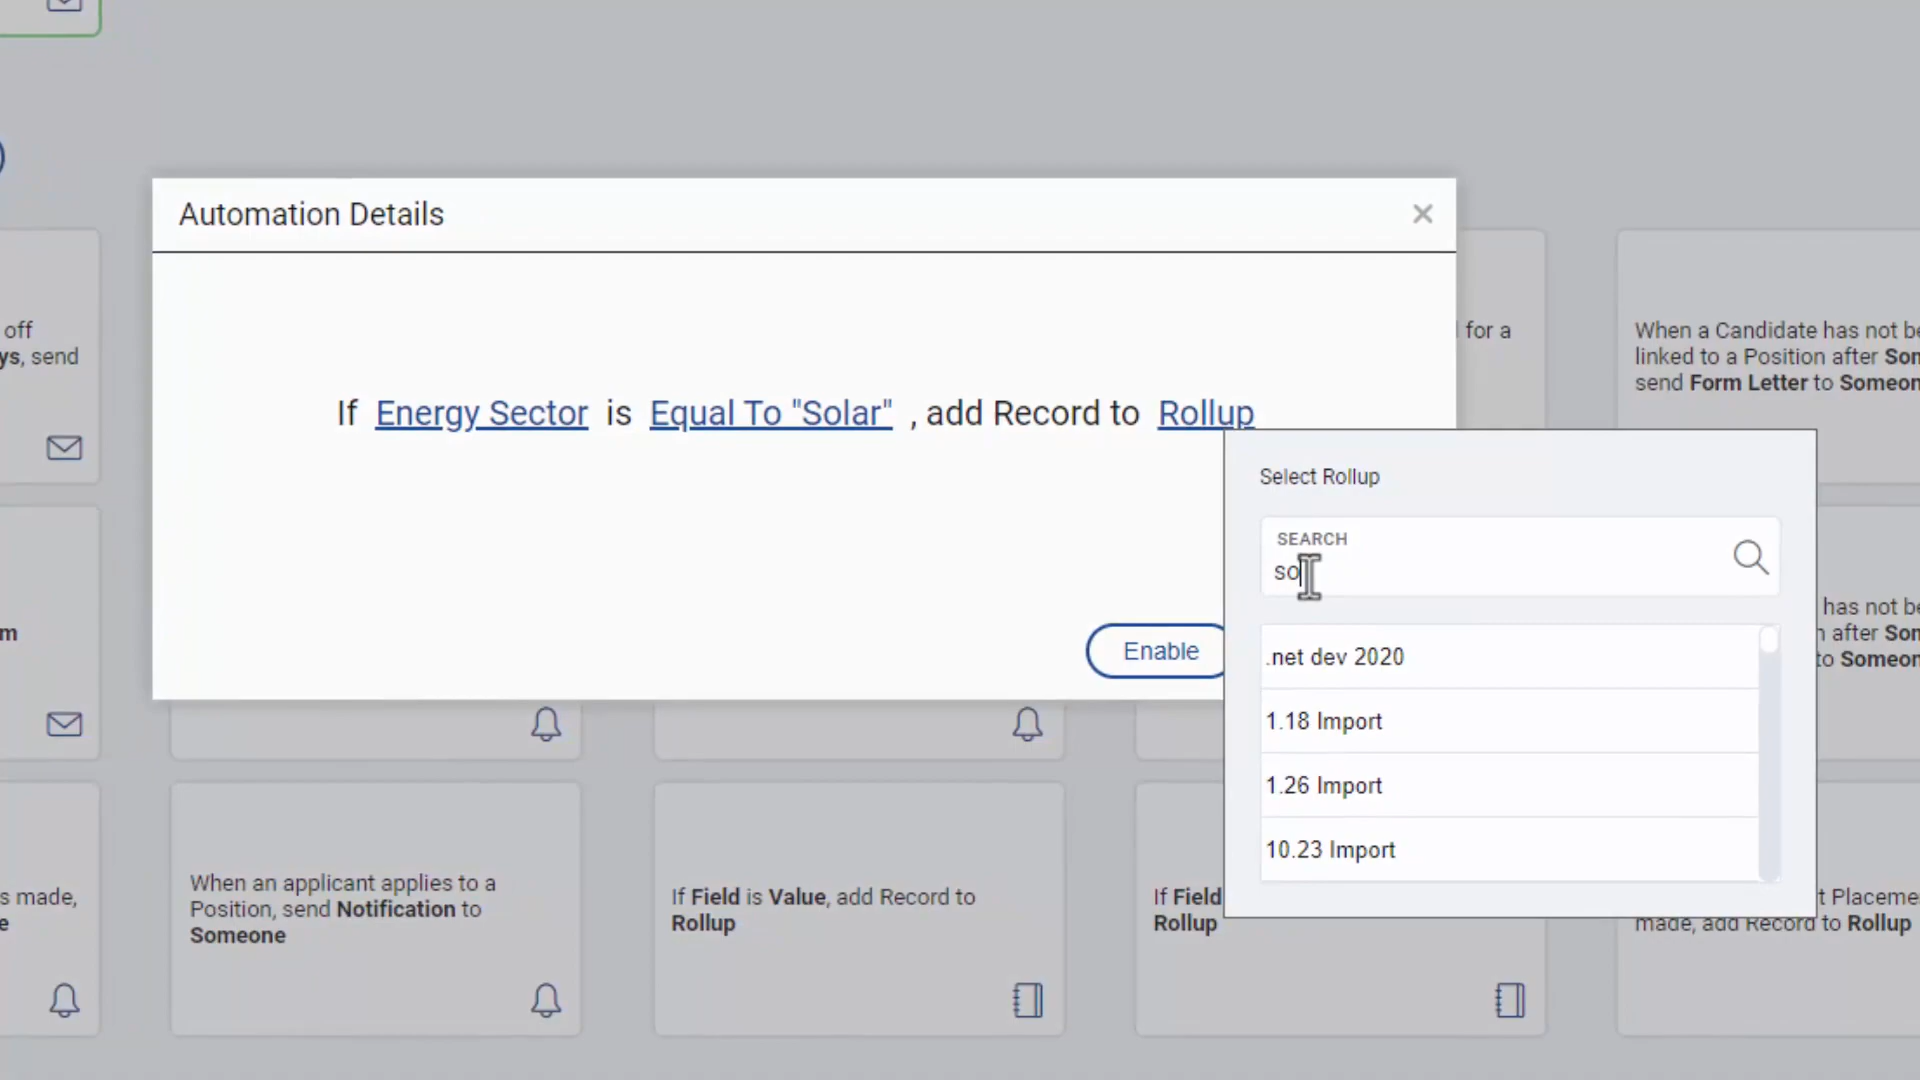 Automation Details
If Energy Sector is Equal To "Solar" , add Record to Rollup
Select Rollup
SEARCH
so
.net dev 2020
1.18 Import
1.26 Import
10.23 Import
Enable
off
ys, send
for a
When a Candidate has not be
linked to a Position after Son
send Form Letter to Someon
m
has not be
after Son
to Someon
s made,
e
When an applicant applies to a
Position, send Notification to
Someone
If Field is Value, add Record to
Rollup
If Field
Rollup
t Placeme
made, add Record to Rollup